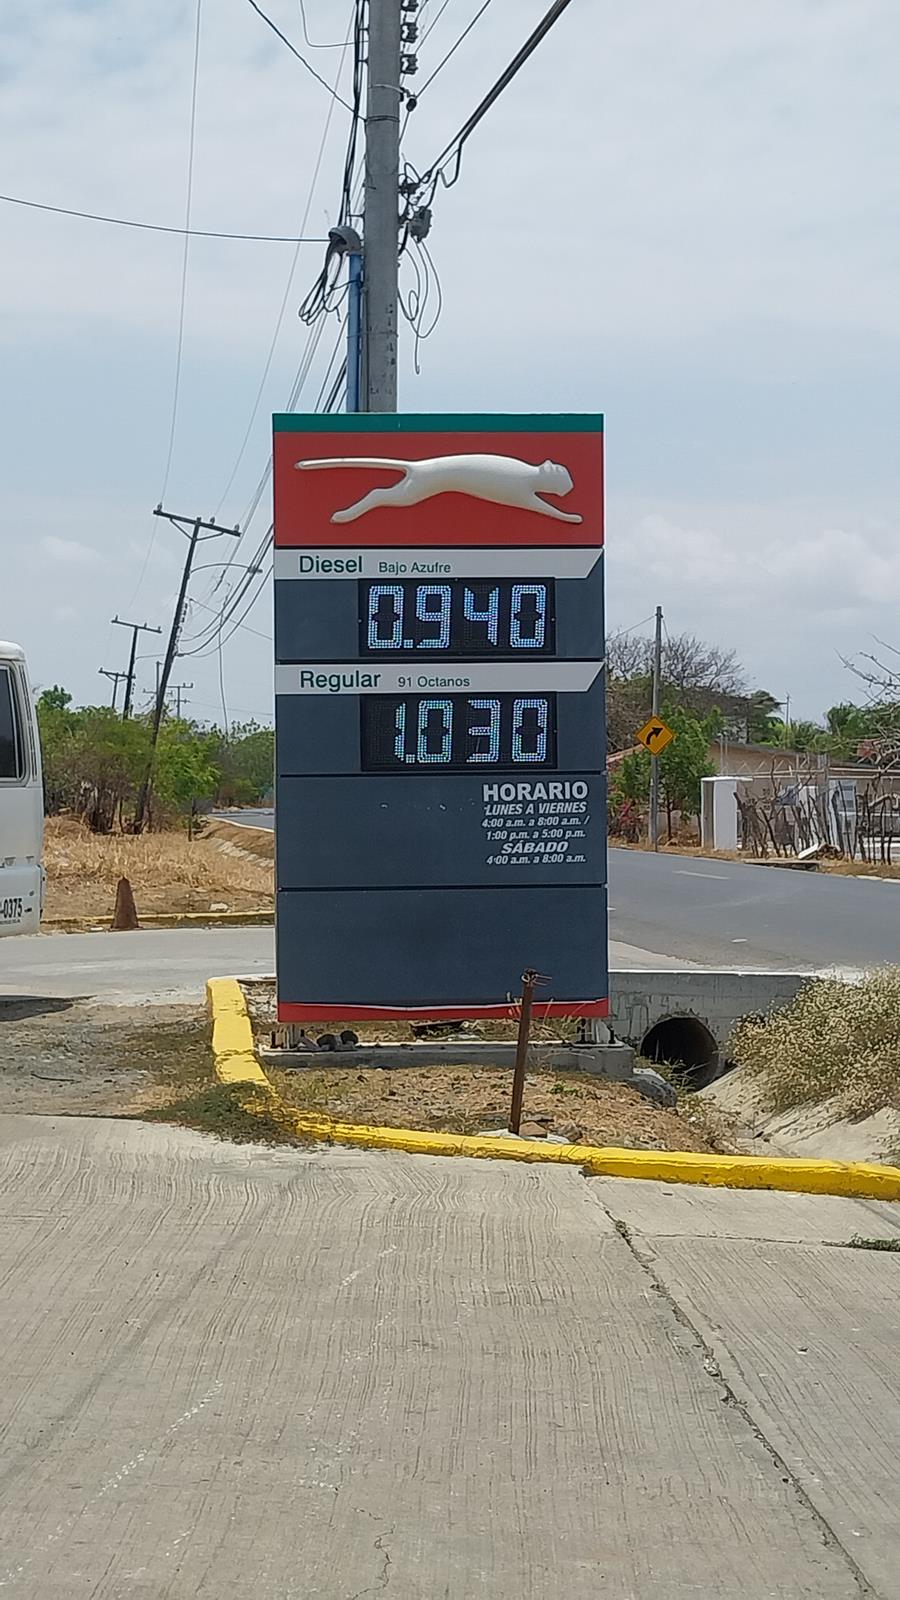 Diesel Bajo Azufre
0.940
Regular 91 Octanos
1.030
HORARIO
LUNES A VIERNES
4:00 a.m. a 8:00 a.m. /
1:00 p.m. a 5:00 p.m.
SÁBADO
4:00 a.m. a 8:00 a.m.
-0375